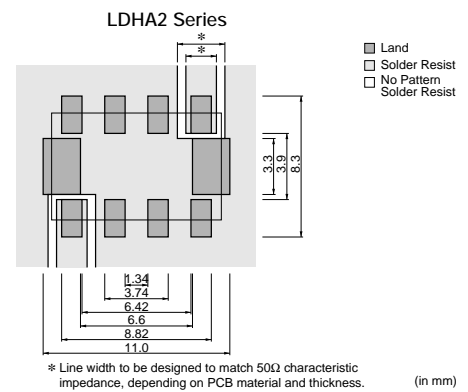 LDHA2 Series
*
*
Land
Solder Resist
No Pattern
Solder Resist
3.3
3.9
8.3
1.34
3.74
6.42
6.6
8.82
11.0
* Line width to be designed to match 50Ω characteristic
impedance, depending on PCB material and thickness.
(in mm)